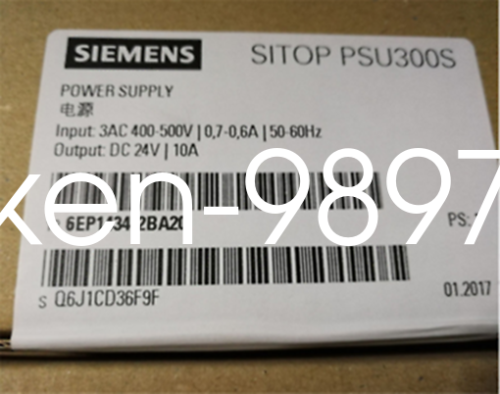 SIEMENS SITOP PSU300S
POWER SUPPLY
电源
Input: 3AC 400-500V | 0,7-0,6A | 50-60Hz
Output: DC 24V | 10A
ken-9897
PS:
S Q6J1CD36F9F 01.2017